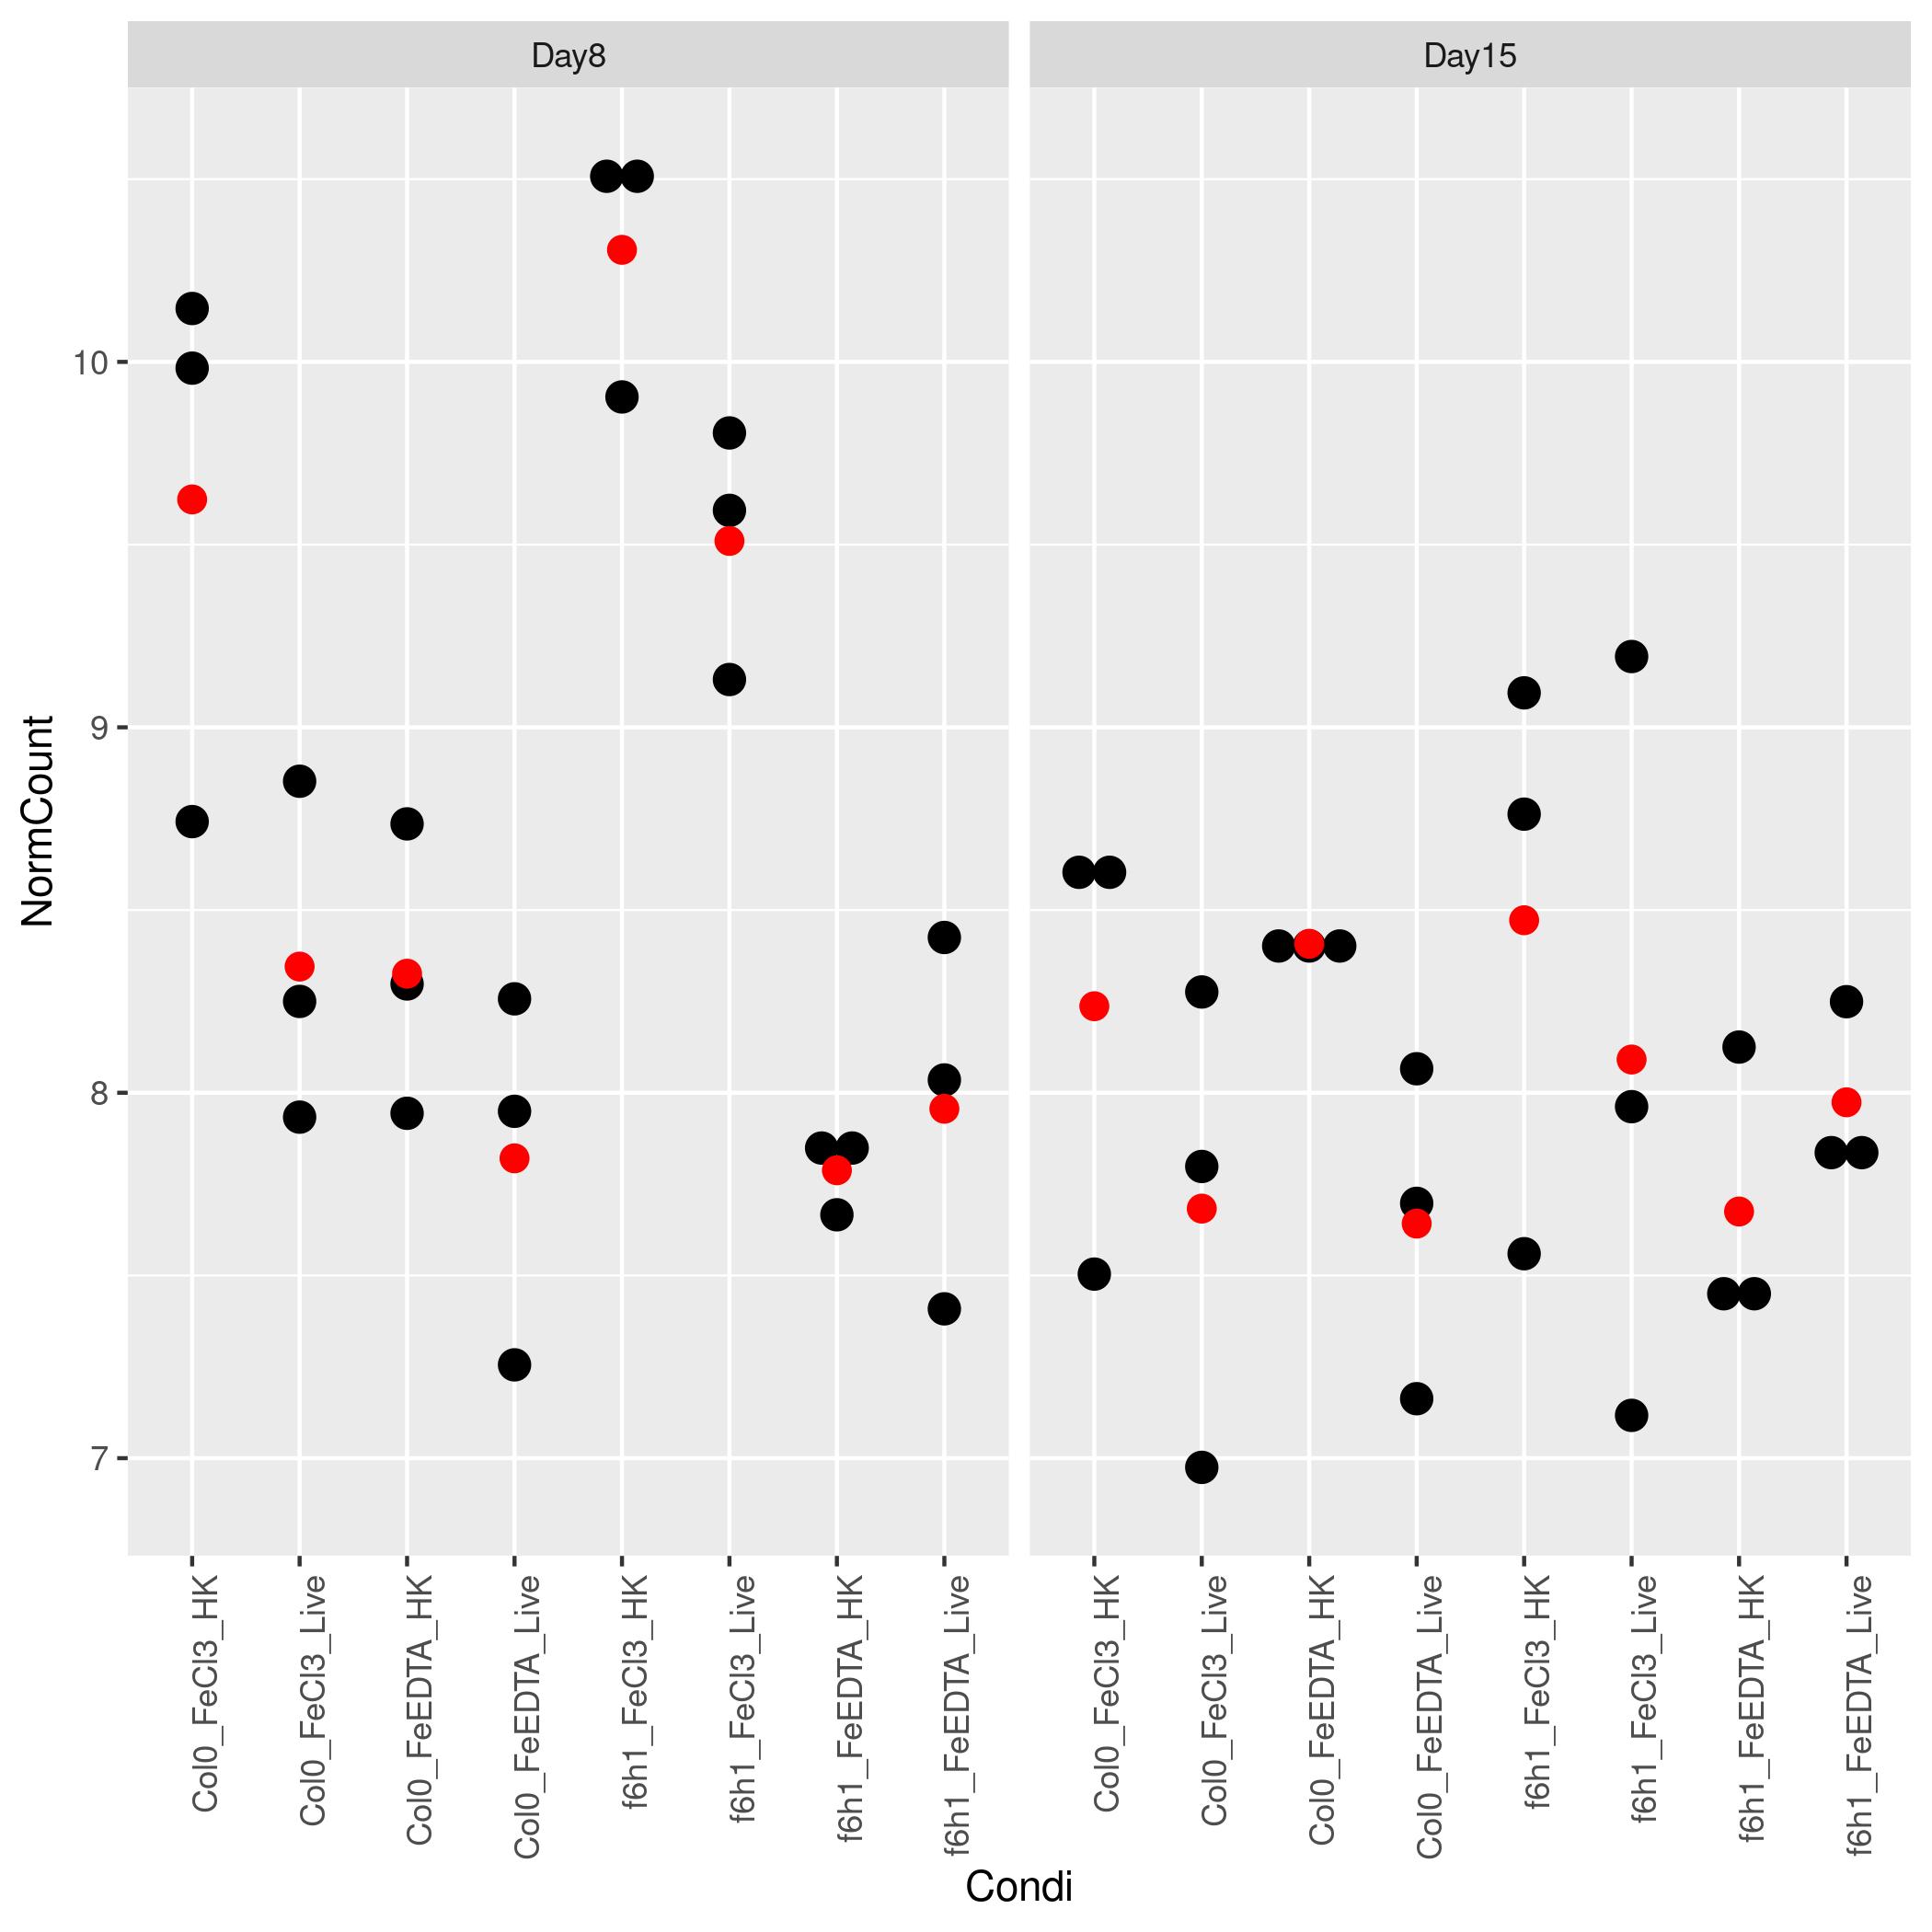 Day8
Day15
NormCount
10
9
8
7
Col0_FeCl3_HK
Col0_FeCl3_Live
Col0_FeEDTA_HK
Col0_FeEDTA_Live
f6h1_FeCl3_HK
f6h1_FeCl3_Live
f6h1_FeEDTA_HK
f6h1_FeEDTA_Live
Col0_FeCl3_HK
Col0_FeCl3_Live
Col0_FeEDTA_HK
Col0_FeEDTA_Live
f6h1_FeCl3_HK
f6h1_FeCl3_Live
f6h1_FeEDTA_HK
f6h1_FeEDTA_Live
Condi